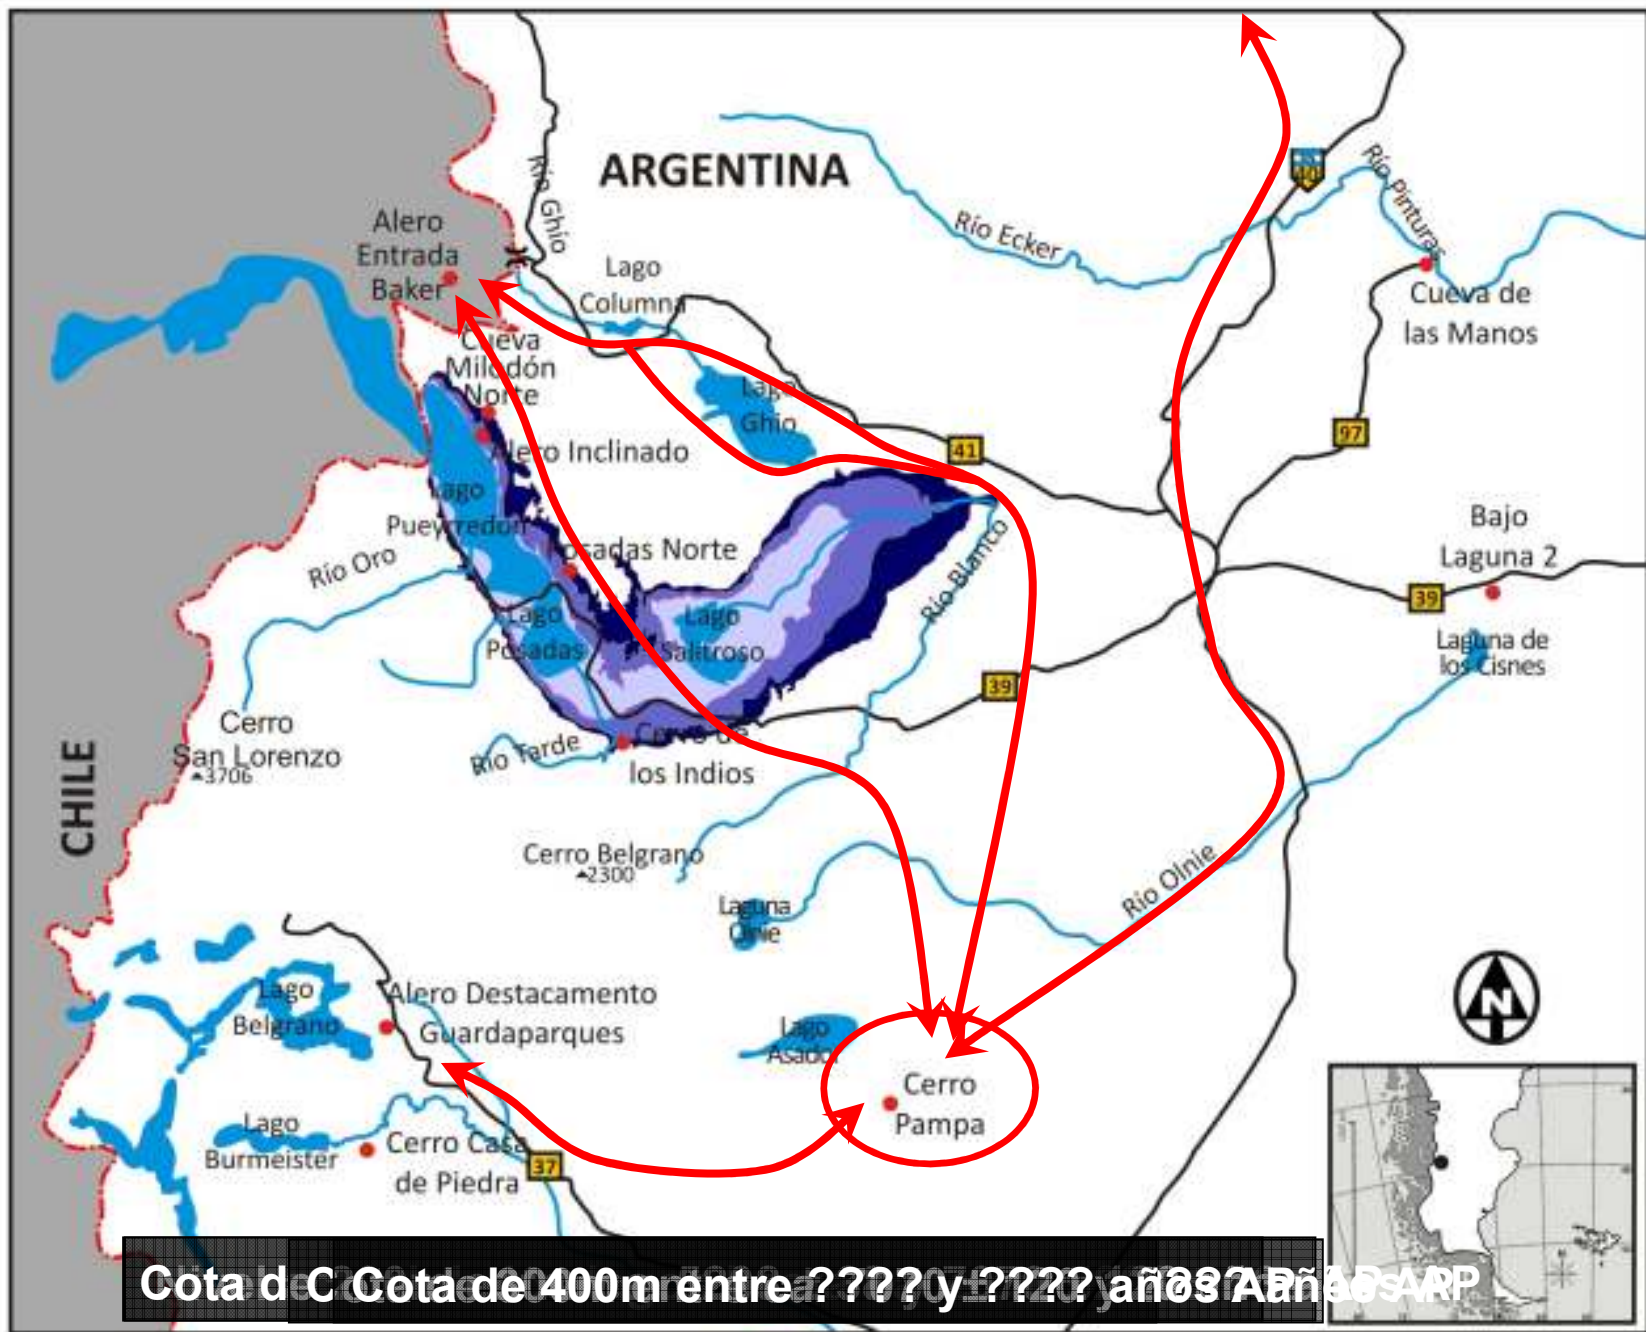 ARGENTINA
Río Ghio
Río Ecker
Río Pinturas
40
Alero
Entrada
Baker
Lago
Columna
Cueva de
las Manos
Cueva
Milodón
Norte
Lago
Ghio
41
97
Alero Inclinado
Lago
Pueyrredón
Posadas Norte
Río Oro
Río Blanco
Bajo
Laguna 2
39
Lago
Posadas
Lago
Salitroso
Laguna de
los Cisnes
39
Cerro
San Lorenzo
3706
Río Tarde
Cerro de
los Indios
CHILE
Cerro Belgrano
2300
Río Olnie
Laguna
Olnie
Lago
Belgrano
Alero Destacamento
Guardaparques
Lago
Asador
N
Cerro
Pampa
Lago
Burmeister
Cerro Casa
de Piedra
37
Cota d
Cota de 400m entre ???? y ???? años
AP